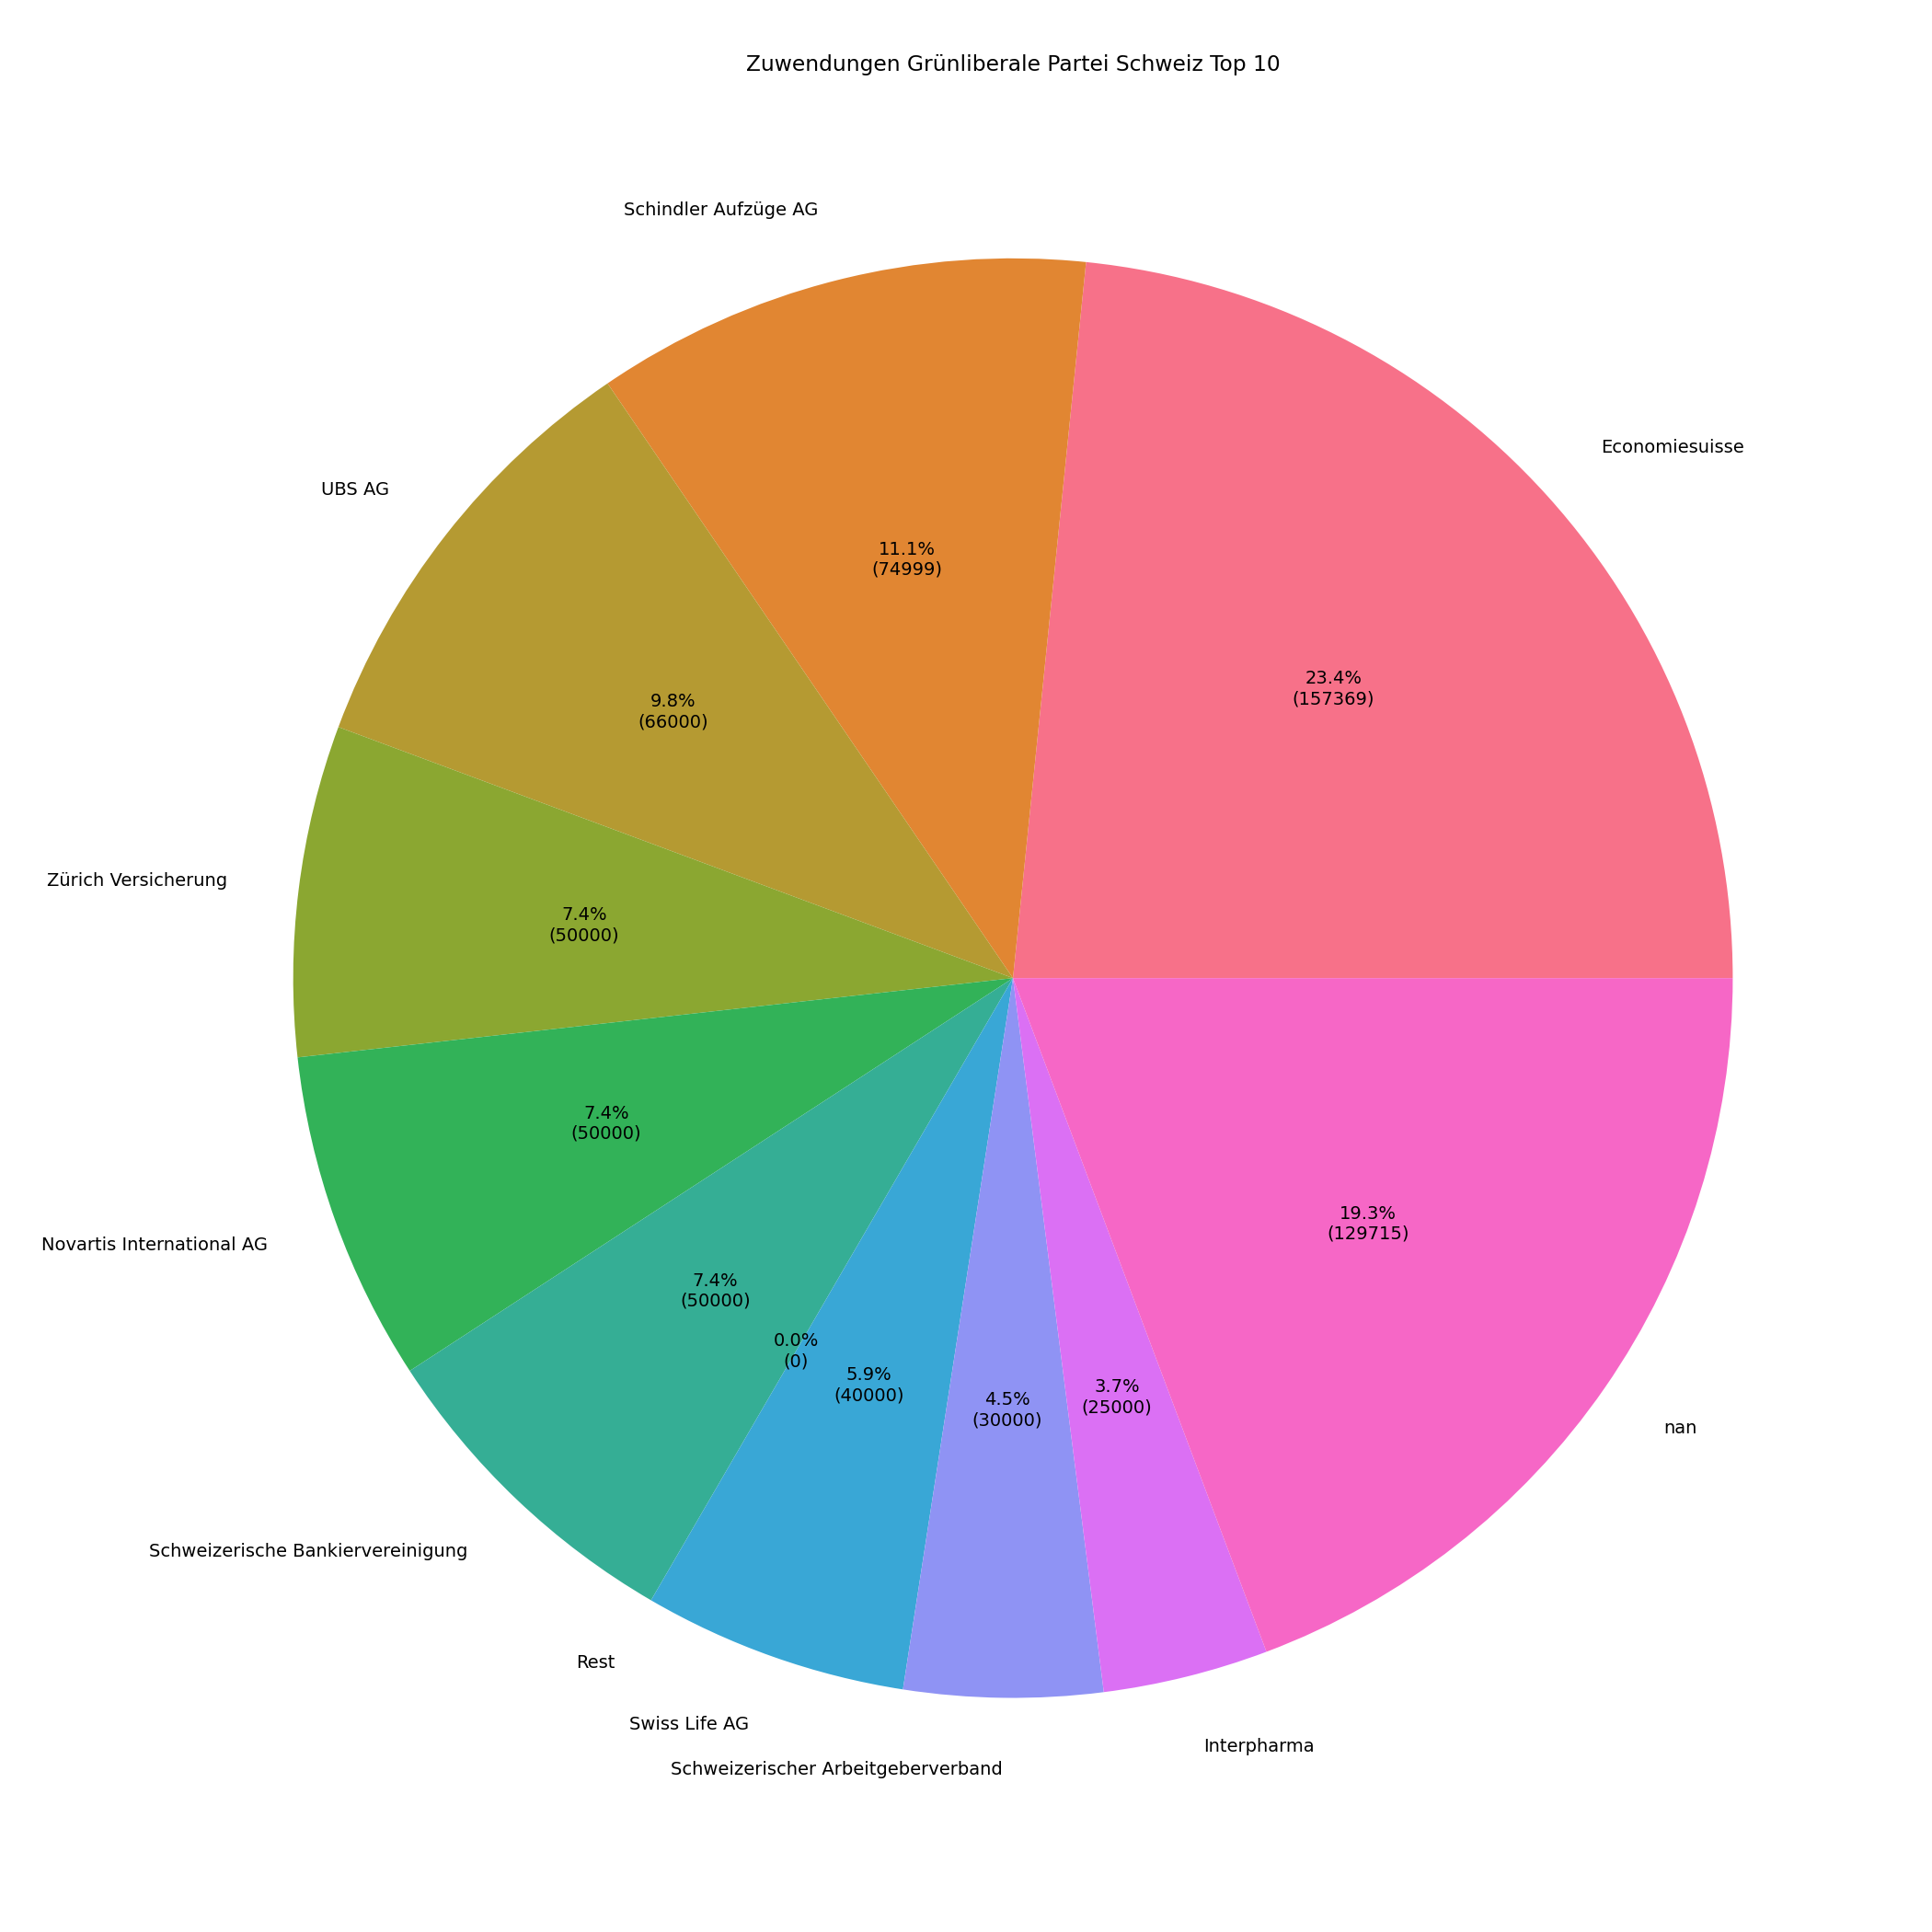 Zuwendungen Grünliberale Partei Schweiz Top 10
Schindler Aufzüge AG
Economiesuisse
UBS AG
11.1%
(74999)
23.4%
(157369)
9.8%
(66000)
Zürich Versicherung
7.4%
(50000)
7.4%
(50000)
Novartis International AG
19.3%
(129715)
7.4%
(50000)
0.0%
(0)
5.9%
(40000)
4.5%
(30000)
3.7%
(25000)
nan
Schweizerische Bankiervereinigung
Rest
Swiss Life AG
Interpharma
Schweizerischer Arbeitgeberverband